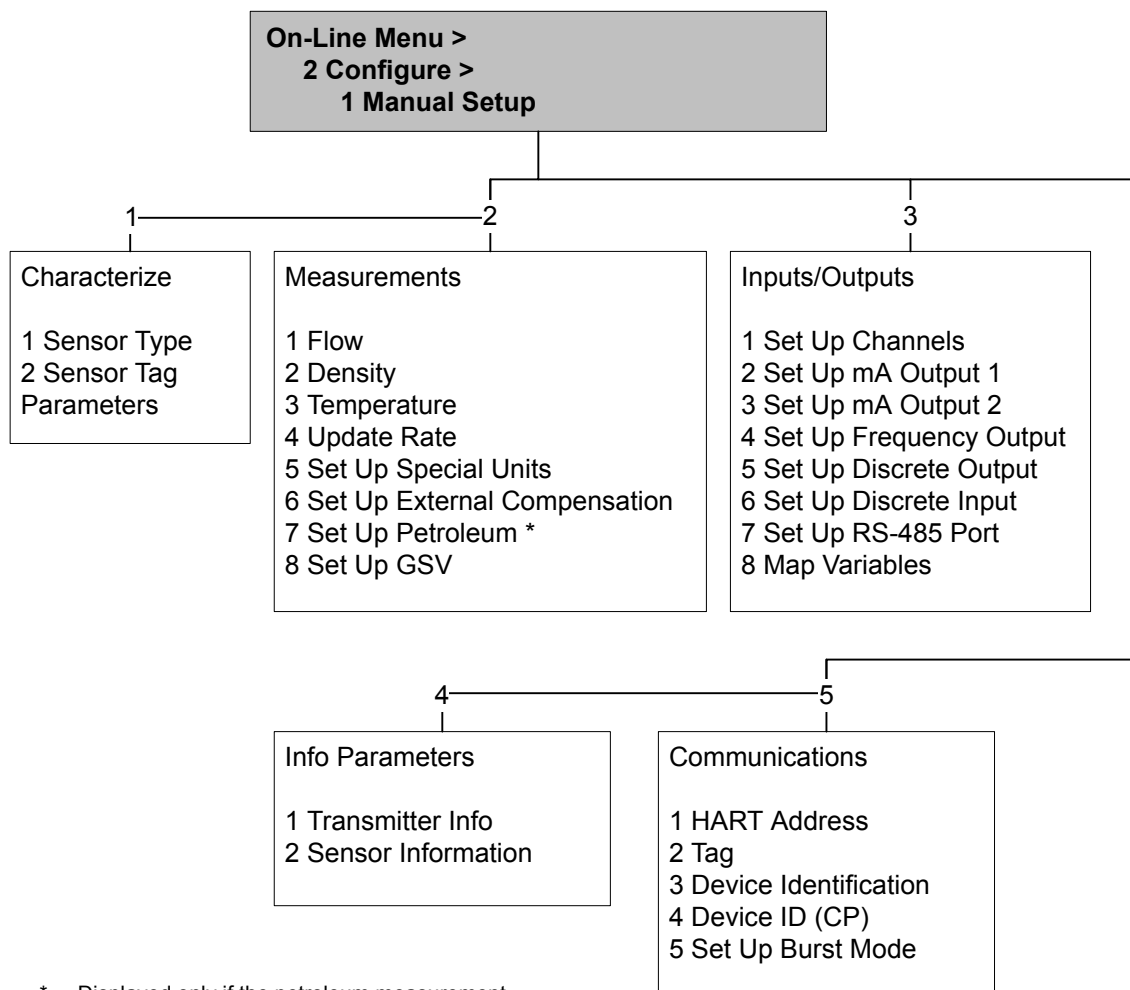 On-Line Menu >
2 Configure >
1 Manual Setup
1
2
3
Characterize
1 Sensor Type
2 Sensor Tag
Parameters
Measurements
1 Flow
2 Density
3 Temperature
4 Update Rate
5 Set Up Special Units
6 Set Up External Compensation
7 Set Up Petroleum *
8 Set Up GSV
Inputs/Outputs
1 Set Up Channels
2 Set Up mA Output 1
3 Set Up mA Output 2
4 Set Up Frequency Output
5 Set Up Discrete Output
6 Set Up Discrete Input
7 Set Up RS-485 Port
8 Map Variables
4
5
Info Parameters
1 Transmitter Info
2 Sensor Information
Communications
1 HART Address
2 Tag
3 Device Identification
4 Device ID (CP)
5 Set Up Burst Mode
* Displayed only if the petroleum measurement